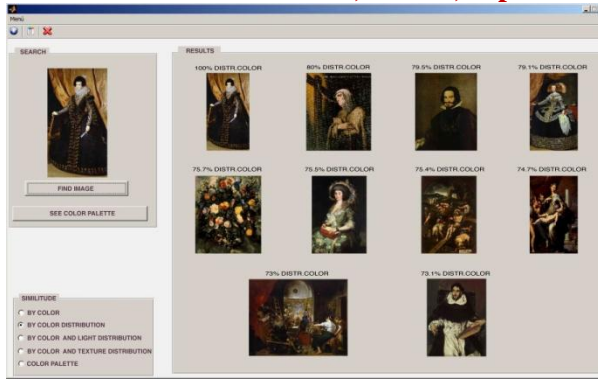 Menú
SEARCH
FIND IMAGE
SEE COLOR PALETTE
SIMILITUDE
BY COLOR
BY COLOR DISTRIBUTION
BY COLOR AND LIGHT DISTRIBUTION
BY COLOR AND TEXTURE DISTRIBUTION
COLOR PALETTE
RESULTS
100% DISTR.COLOR 80% DISTR.COLOR 79.5% DISTR.COLOR 79.1% DISTR.COLOR
75.7% DISTR.COLOR 75.5% DISTR.COLOR 75.4% DISTR.COLOR 74.7% DISTR.COLOR
73% DISTR.COLOR 73.1% DISTR.COLOR